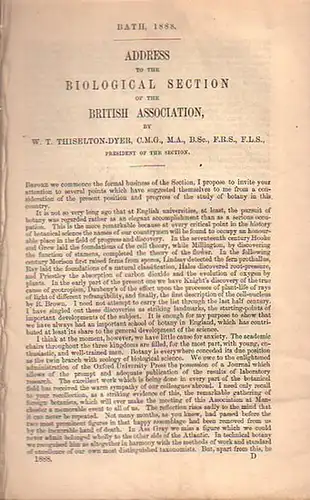 BATH, 1888.
ADDRESS
TO THE
BIOLOGICAL SECTION
OF THE
BRITISH ASSOCIATION,
BY
W. T. THISELTON-DYER, C.M.G., M.A., B.Sc., F.R.S., F.L.S.,
PRESIDENT OF THE SECTION.
BEFORE we commence the formal business of the Section, I propose to invite your
attention to several points which have suggested themselves to me from a con-
sideration of the present position and progress of the study of botany in this
country.
It is not so very long ago that at English universities, at least, the pursuit of
botany was regarded rather as an elegant accomplishment than as a serious occu-
pation. This is the more remarkable because at every critical point in the history
of botanical science the names of our countrymen will be found to occupy an honour-
able place in the field of progress and discovery. In the seventeenth century Hooke
and Grew laid the foundations of the cell theory, while Millington, by discovering
the function of stamens, completed the theory of the flower. In the following
century Morison first raised ferns from spores, Lindsay detected the fern prothallus,
Ray laid the foundations of a natural classification, Hales discovered root-pressure,
and Priestley the absorption of carbon dioxide and the evolution of oxygen by
plants. In the early part of the present one we have Knight's discovery of the true
cause of geotropism, Daubeny's of the effect upon the processes of plant-life of rays
of light of different refrangibility, and finally, the first description of the cell-nucleus
by R. Brown. I need not attempt to carry the list through the last half century.
I have singled out these discoveries as striking landmarks, the starting-points of
important developments of the subject. It is enough for my purpose to show that
we have always had an important school of botany in England, which has contri-
buted at least its share to the general development of the science.
I think at the moment, however, we have little cause for anxiety. The academic
chairs throughout the three kingdoms are filled, for the most part, with young, en-
thusiastic, and well-trained men. Botany is everywhere conceded its due position
as the twin branch with zoology of biological science. We owe to the enlightened
administration of the Oxford University Press the possession of a Journal which
allows of the prompt and adequate publication of the results of laboratory
research. The excellent work which is being done in every part of the botanical
field has received the warm sympathy of our colleagues abroad. I need only recall
to your recollection, as a striking evidence of this, the remarkable gathering of
foreign botanists, which will ever make the meeting of this Association at Man-
chester a memorable event to all of us. The reflection rises sadly to the mind that
it can never be repeated. Not many months, as you know, had passed before the
two most prominent figures in that happy assemblage had been removed from us
by the inexorable hand of death. In Asa Gray we miss a figure which we could
never admit belonged wholly to the other side of the Atlantic. In technical botany
we recognised him as altogether in harmony with the methods of work and standard
of excellence of our own most distinguished taxonomists. But, apart from this, he
1888. D